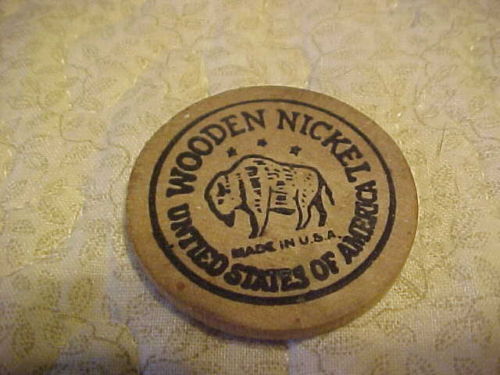 WOODEN NICKEL
MADE IN U.S.A.
UNITED STATES OF AMERICA